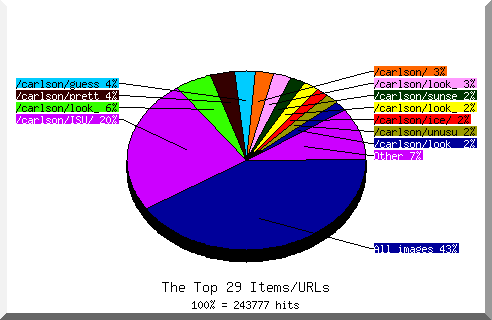 /carlson/ 3%
/carlson/guess 4%
/carlson/look_ 3%
/carlson/prett 4%
/carlson/sunse 2%
/carlson/look_ 6%
/carlson/look_ 2%
/carlson/ISU/ 20%
/carlson/ice/ 2%
/carlson/unusu 2%
/carlson/look_ 2%
Other 7%
All images 43%
The Top 29 Items/URLs
100% = 243777 hits